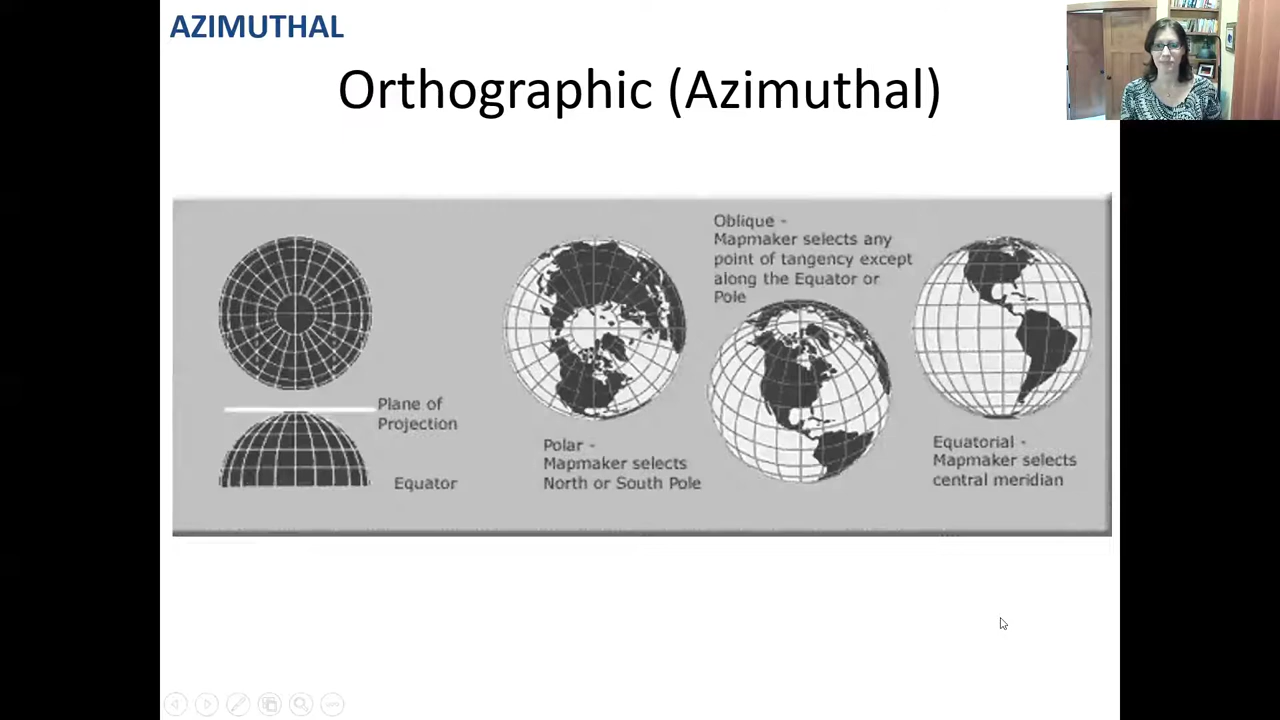 AZIMUTHAL
Orthographic (Azimuthal)
Plane of
Projection
Equator
Polar -
Mapmaker selects
North or South Pole
Oblique -
Mapmaker selects any
point of tangency except
along the Equator or
Pole
Equatorial -
Mapmaker selects
central meridian